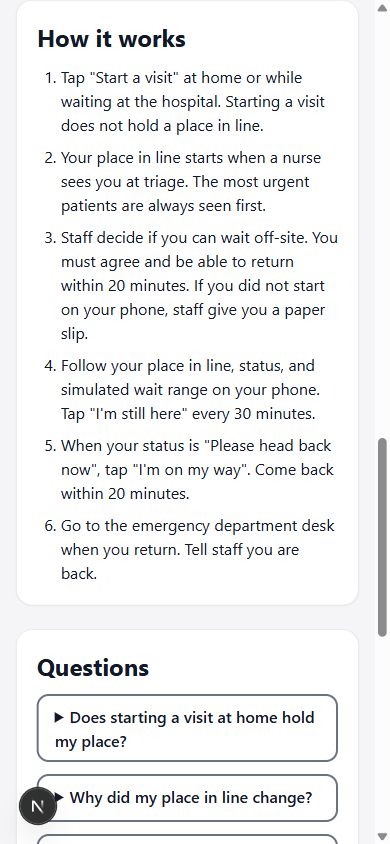 How it works
1. Tap "Start a visit" at home or while
waiting at the hospital. Starting a visit
does not hold a place in line.
2. Your place in line starts when a nurse
sees you at triage. The most urgent
patients are always seen first.
3. Staff decide if you can wait off-site. You
must agree and be able to return
within 20 minutes. If you did not start
on your phone, staff give you a paper
slip.
4. Follow your place in line, status, and
simulated wait range on your phone.
Tap "I'm still here" every 30 minutes.
5. When your status is "Please head back
now", tap "I'm on my way". Come back
within 20 minutes.
6. Go to the emergency department desk
when you return. Tell staff you are
back.
Questions
Does starting a visit at home hold
my place?
N
Why did my place in line change?